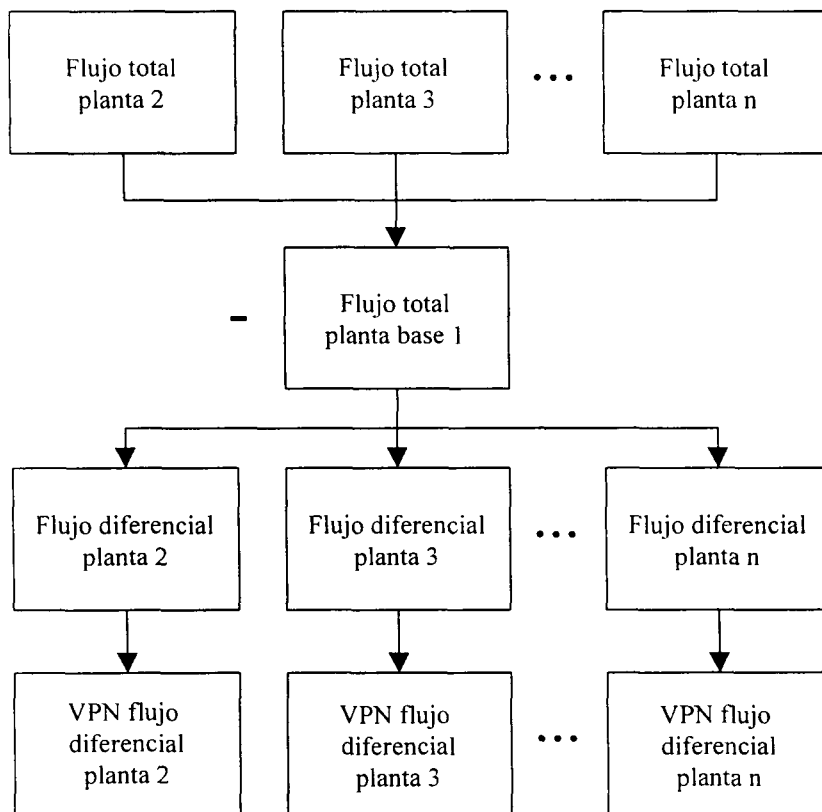 Flujo total
planta 2
Flujo total
planta 3
...
Flujo total
planta n
-
Flujo total
planta base 1
Flujo diferencial
planta 2
Flujo diferencial
planta 3
...
Flujo diferencial
planta n
VPN flujo
diferencial
planta 2
VPN flujo
diferencial
planta 3
...
VPN flujo
diferencial
planta n